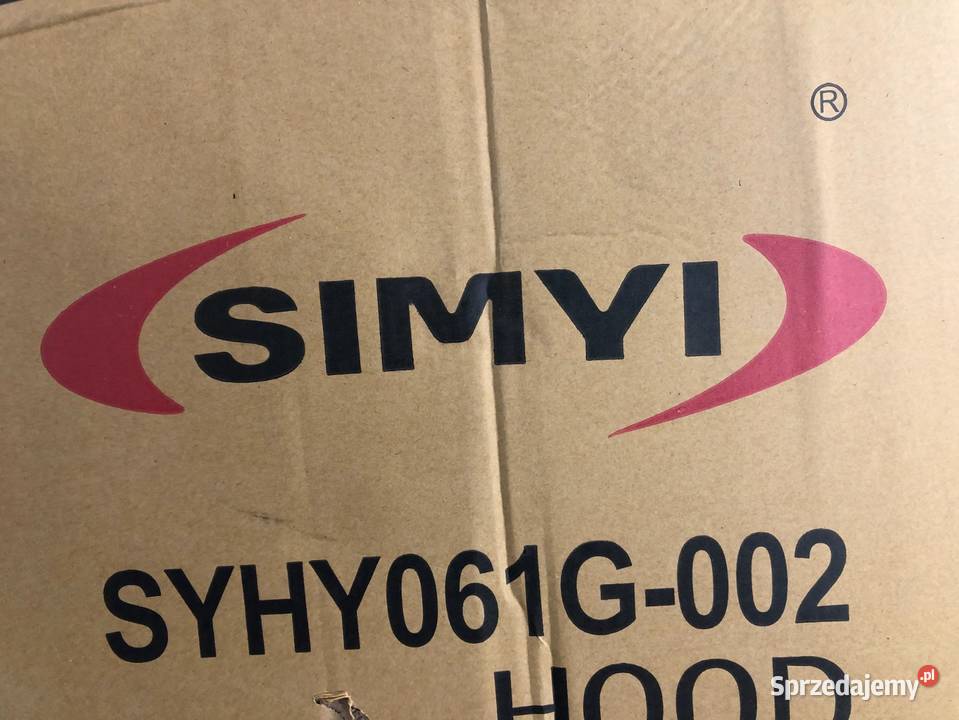 ®
SIMYI
SYHY061G-002
HOOD
Sprzedajemy.pl